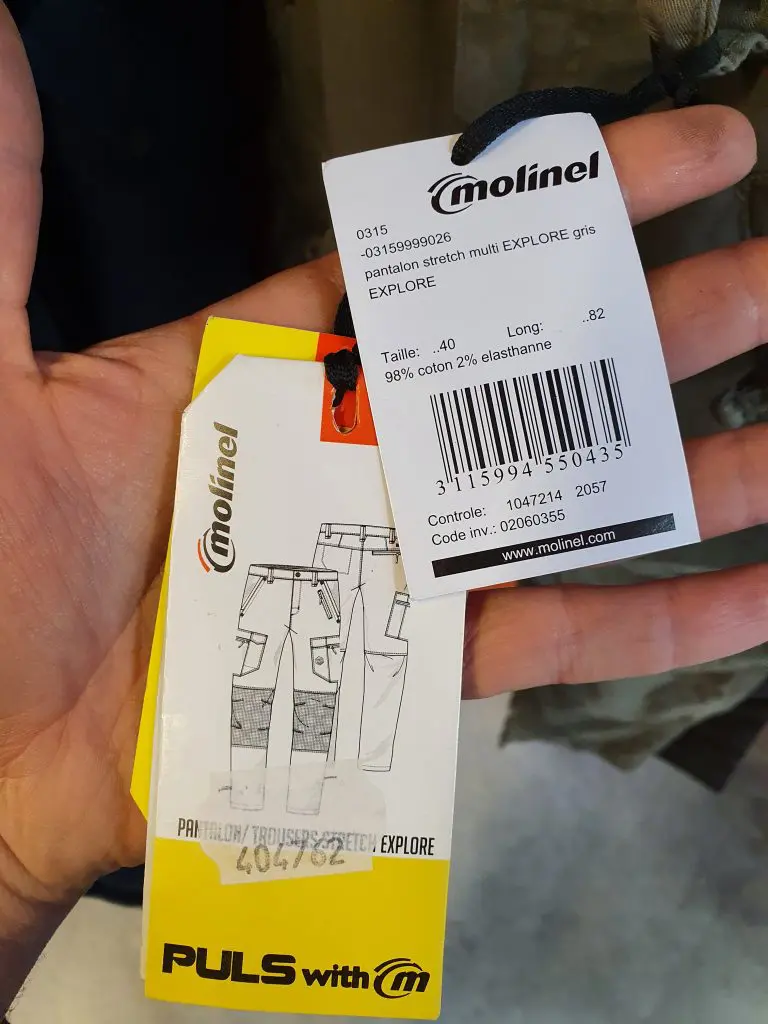 molinel
0315
-03159999026
pantalon stretch multi EXPLORE gris
EXPLORE
Taille: ..40 Long: ..82
98% coton 2% elasthanne
3 115994 550435
Controle: 1047214 2057
Code inv.: 02060355
www.molinel.com
molinel
PANTALON/ TROUSERS STRETCH EXPLORE
404762
PULS with m